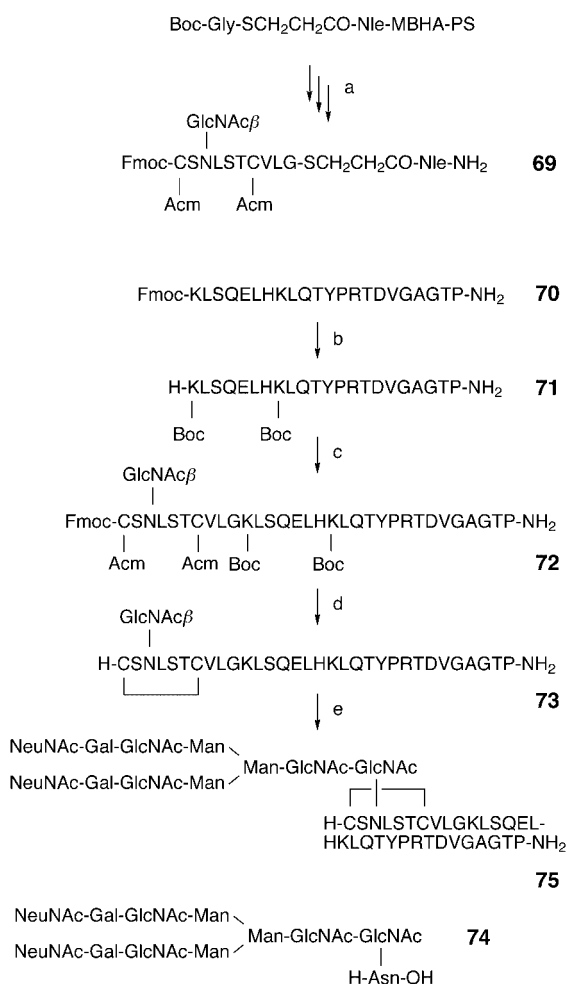 Boc-Gly-SCH2CH2CO-Nle-MBHA-PS
a
GlcNAcβ
Fmoc-CSNLSTCVLG-SCH2CH2CO-Nle-NH2 69
Acm Acm
Fmoc-KLSQELHKLQTYPRTDVGAGTP-NH2 70
b
H-KLSQELHKLQTYPRTDVGAGTP-NH2 71
Boc Boc
c
GlcNAcβ
Fmoc-CSNLSTCVLGKLSQELHKLQTYPRTDVGAGTP-NH2
Acm Acm Boc Boc 72
d
GlcNAcβ
H-CSNLSTCVLGKLSQELHKLQTYPRTDVGAGTP-NH2
73
e
NeuNAc-Gal-GlcNAc-Man
Man-GlcNAc-GlcNAc
NeuNAc-Gal-GlcNAc-Man
H-CSNLSTCVLGKLSQEL-
HKLQTYPRTDVGAGTP-NH2
75
NeuNAc-Gal-GlcNAc-Man
Man-GlcNAc-GlcNAc 74
NeuNAc-Gal-GlcNAc-Man
H-Asn-OH